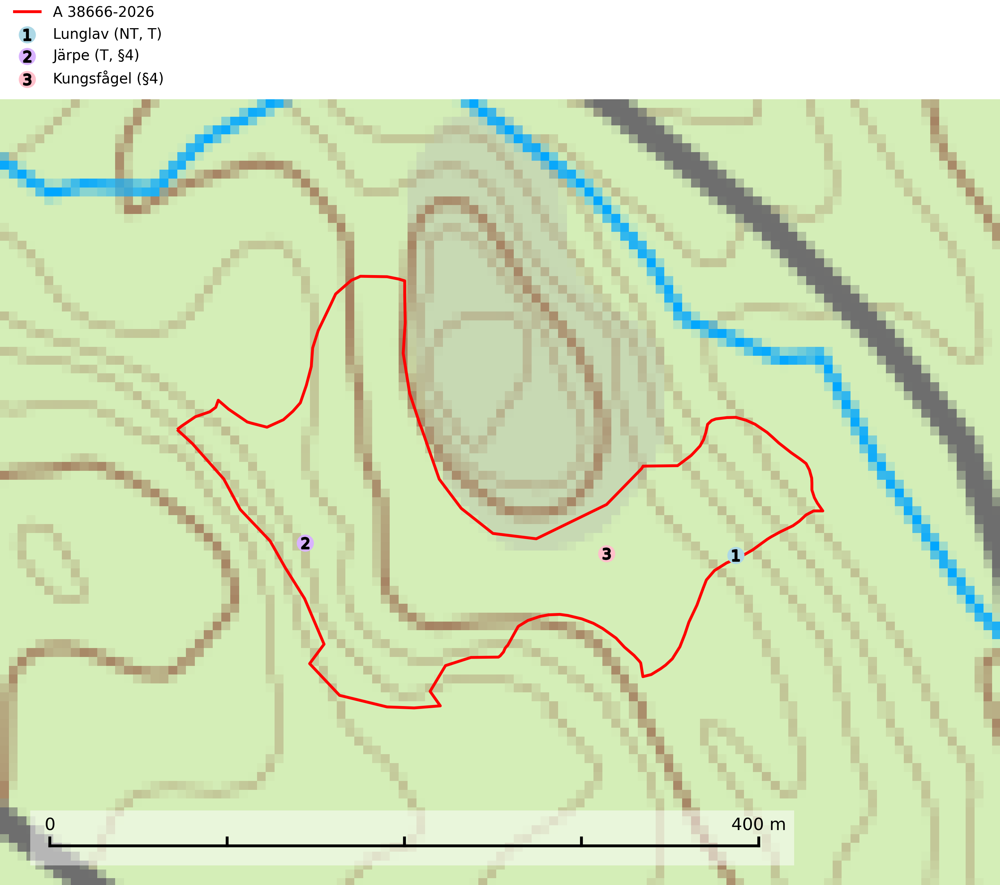 A 38666-2026
1 Lunglav (NT, T)
2 Järpe (T, §4)
3 Kungsfågel (§4)
2
3
1
0 400 m